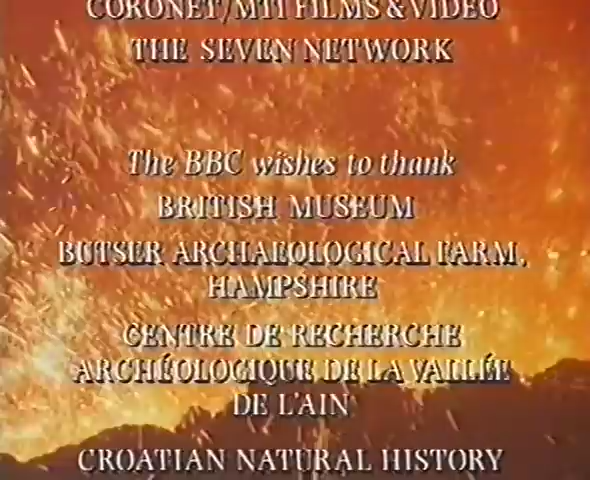 CORONET/MTI FILMS & VIDEO
THE SEVEN NETWORK
The BBC wishes to thank
BRITISH MUSEUM
BUTSER ARCHAEOLOGICAL FARM,
HAMPSHIRE
CENTRE DE RECHERCHE
ARCHÉOLOGIQUE DE LA VALLÉE
DE L'AIN
CROATIAN NATURAL HISTORY